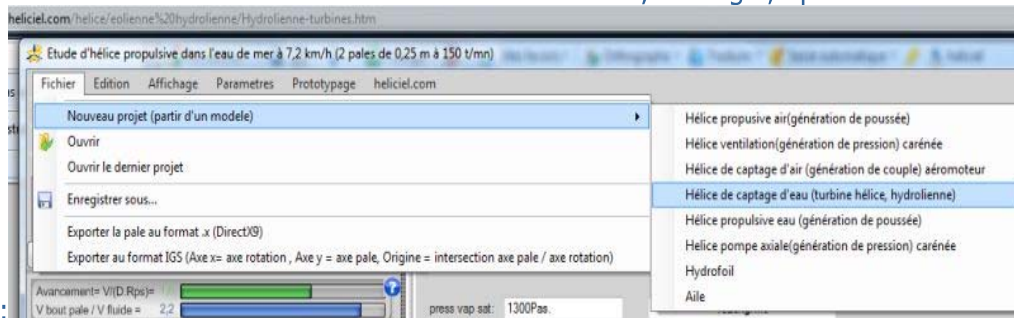 heliciel.com/helice/eolienne%20hydrolienne/Hydrolienne-turbines.htm
Etude d'hélice propulsive dans l'eau de mer à 7,2 km/h (2 pales de 0,25 m à 150 t/mn)
Fichier Edition Affichage Parametres Prototypage heliciel.com
Nouveau projet (partir d'un modele)
Ouvrir
Ouvrir le dernier projet
Enregistrer sous...
Exporter la pale au format .x (DirectX9)
Exporter au format IGS (Axe x= axe rotation , Axe y = axe pale, Origine = intersection axe pale / axe rotation)
Hélice propusive air(génération de poussée)
Hélice ventilation(génération de pression) carénée
Hélice de captage d'air (génération de couple) aéromoteur
Hélice de captage d'eau (turbine hélice, hydrolienne)
Hélice propulsive eau (génération de poussée)
Helice pompe axiale(génération de pression) carénée
Hydrofoil
Aile
Avancement= V/(D.Rps)=
V bout pale / V fluide = 2,2
press vap sat: 1300Pas.